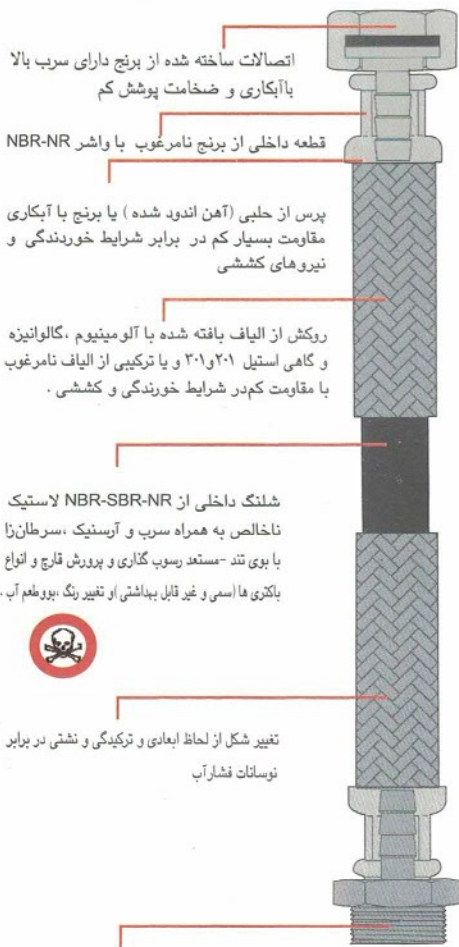 اتصالات ساخته شده از برنج دارای سرب بالا
باآبکاری و ضخامت پوشش کم
قطعه داخلی از برنج نامرغوب با واشر NBR-NR
پرس از حلبی (آهن اندود شده) یا برنج با آبکاری
مقاومت بسیار کم در برابر شرایط خوردندگی و
نیروهای کششی
روکش از الیاف بافته شده با آلومینیوم ،گالوانیزه
و گاهی استیل ۲۰۱و۳۰۱ و یا ترکیبی از الیاف نامرغوب
با مقاومت کم‌در شرایط خورندگی و کششی .
شلنگ داخلی از NBR-SBR-NR لاستیک
ناخالص به همراه سرب و آرسنیک ،سرطان‌زا
با بوی تند -مستعد رسوب گذاری و پرورش قارچ و انواع
باکتری ها (سمی و غیر قابل بهداشتی)و تغییر رنگ ،بووطعم آب .
تغییر شکل از لحاظ ابعادی و ترکیدگی و نشتی در برابر
نوسانات فشارآب